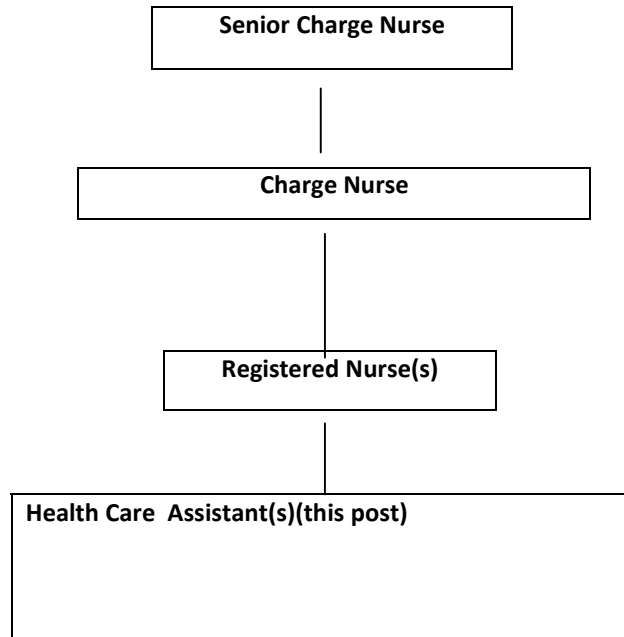 Senior Charge Nurse
Charge Nurse
Registered Nurse(s)
Health Care  Assistant(s)(this post)